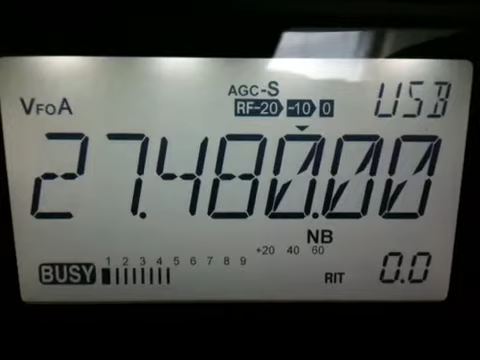 VFOA AGC-S USB
RF-20 -10 0
27.480.00
NB
+20 40 60
BUSY 1 2 3 4 5 6 7 8 9
RIT 0.0